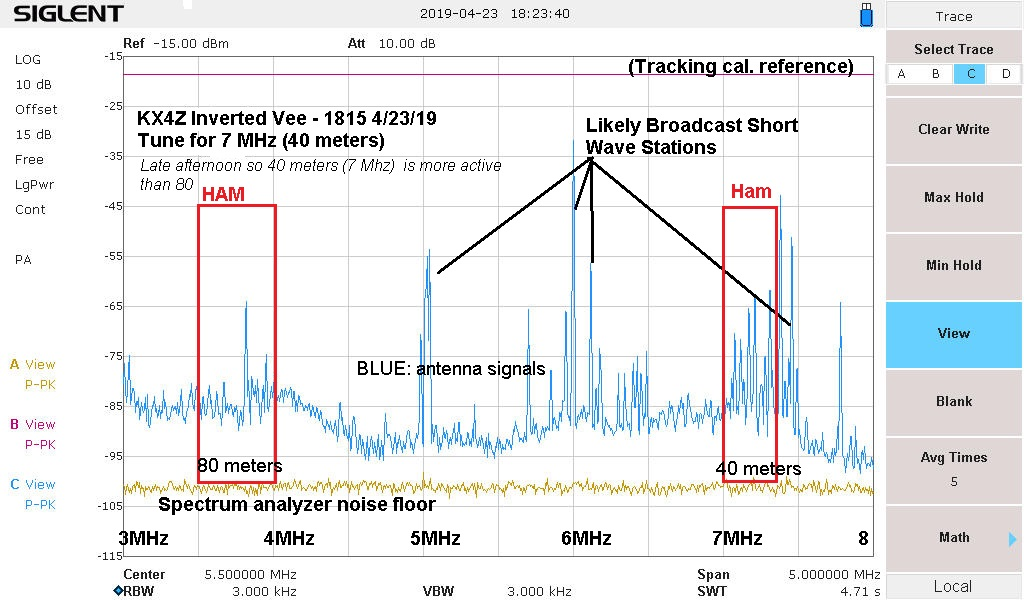 SIGLENT
2019-04-23 18:23:40
Trace
Ref -15.00 dBm Att 10.00 dB
Select Trace
A B C D
Clear Write
Max Hold
Min Hold
View
Blank
Avg Times
5
Math
Local
LOG
10 dB
Offset
15 dB
Free
LgPwr
Cont
PA
A View
P-PK
B View
P-PK
C View
P-PK
-15
-25
-35
-45
-55
-65
-75
-85
-95
-105
-115
(Tracking cal. reference)
KX4Z Inverted Vee - 1815 4/23/19
Tune for 7 MHz (40 meters)
Late afternoon so 40 meters (7 Mhz) is more active
than 80
Likely Broadcast Short
Wave Stations
HAM
Ham
BLUE: antenna signals
80 meters
40 meters
Spectrum analyzer noise floor
3MHz 4MHz 5MHz 6MHz 7MHz 8
Center 5.500000 MHz Span 5.000000 MHz
RBW 3.000 kHz VBW 3.000 kHz SWT 4.71 s